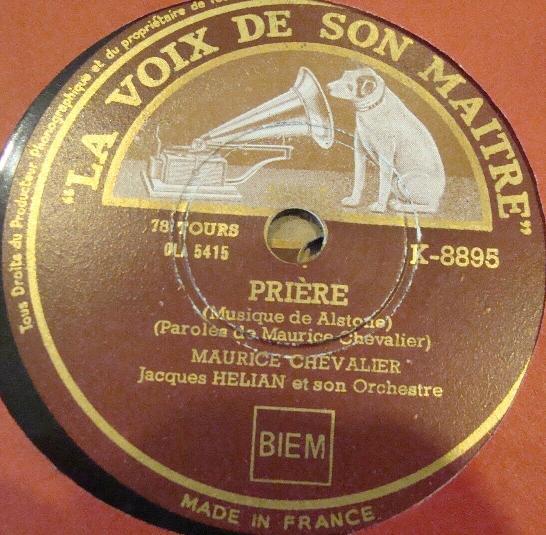 Tous Droits du Producteur Phonographique et du propriétaire de
"LA VOIX DE SON MAITRE"
78 TOURS
OLA 5415
K-8895
PRIÈRE
(Musique de Alstone)
(Paroles de Maurice Chevalier)
MAURICE CHEVALIER
Jacques HELIAN et son Orchestre
BIEM
MADE IN FRANCE